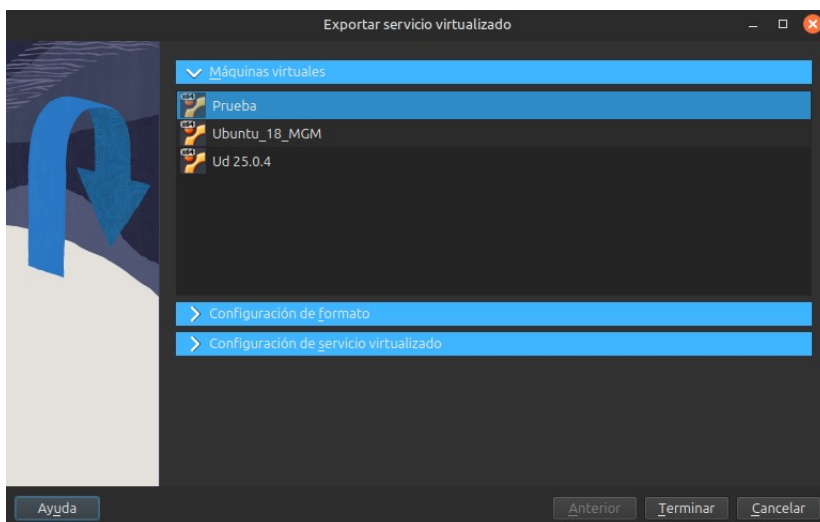 Exportar servicio virtualizado
Máquinas virtuales
Prueba
Ubuntu_18_MGM
Ud 25.0.4
Configuración de formato
Configuración de servicio virtualizado
Ayuda
Anterior
Terminar
Cancelar